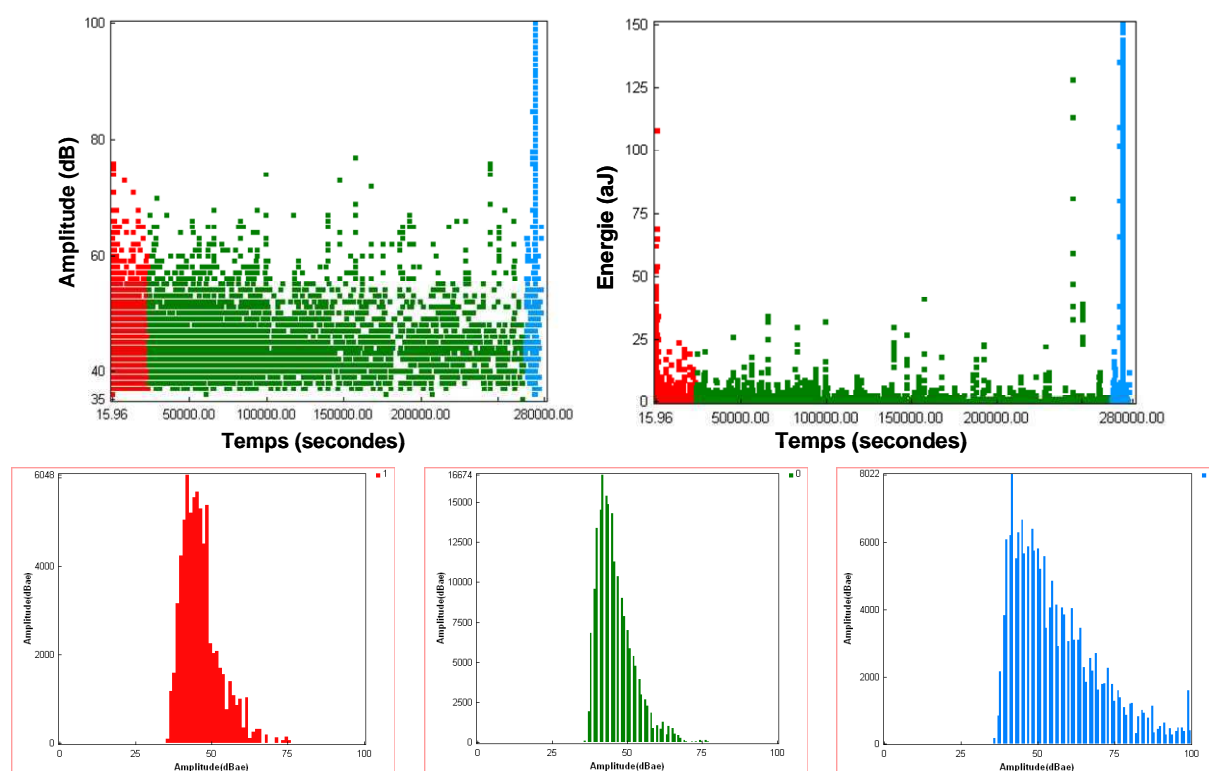 100
80
60
40
35
Amplitude (dB)
15.96 50000.00 100000.00 150000.00 200000.00 280000.00
Temps (secondes)
150
125
100
75
50
25
0
Energie (aJ)
15.96 50000.00 100000.00 150000.00 200000.00 280000.00
Temps (secondes)
6048
4000
2000
0
Amplitude(dBae)
1
0 25 50 75 100
Amplitude(dBae)
16674
15000
12500
10000
7500
5000
2500
0
Amplitude(dBae)
0
0 25 50 75 100
Amplitude(dBae)
8022
6000
4000
2000
0
Amplitude(dBae)
0 25 50 75 100
Amplitude(dBae)